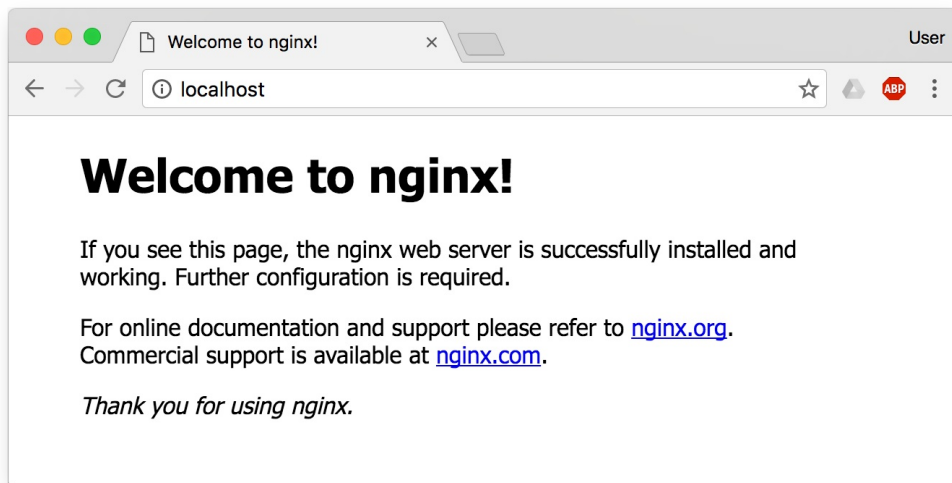 Welcome to nginx!
User
localhost
ABP
Welcome to nginx!
If you see this page, the nginx web server is successfully installed and
working. Further configuration is required.
For online documentation and support please refer to nginx.org.
Commercial support is available at nginx.com.
Thank you for using nginx.